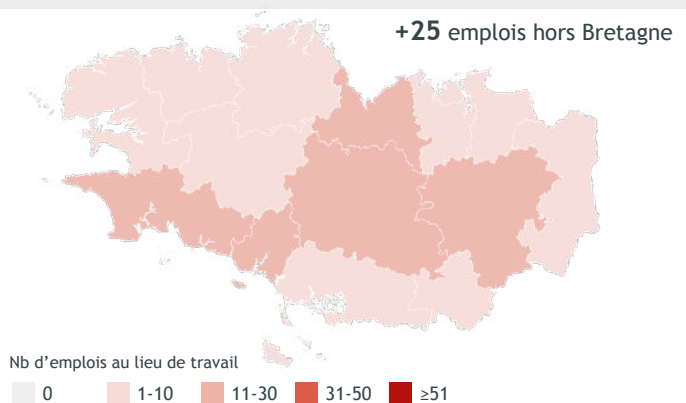 +25 emplois hors Bretagne
Nb d’emplois au lieu de travail
0 1-10 11-30 31-50 ≥51